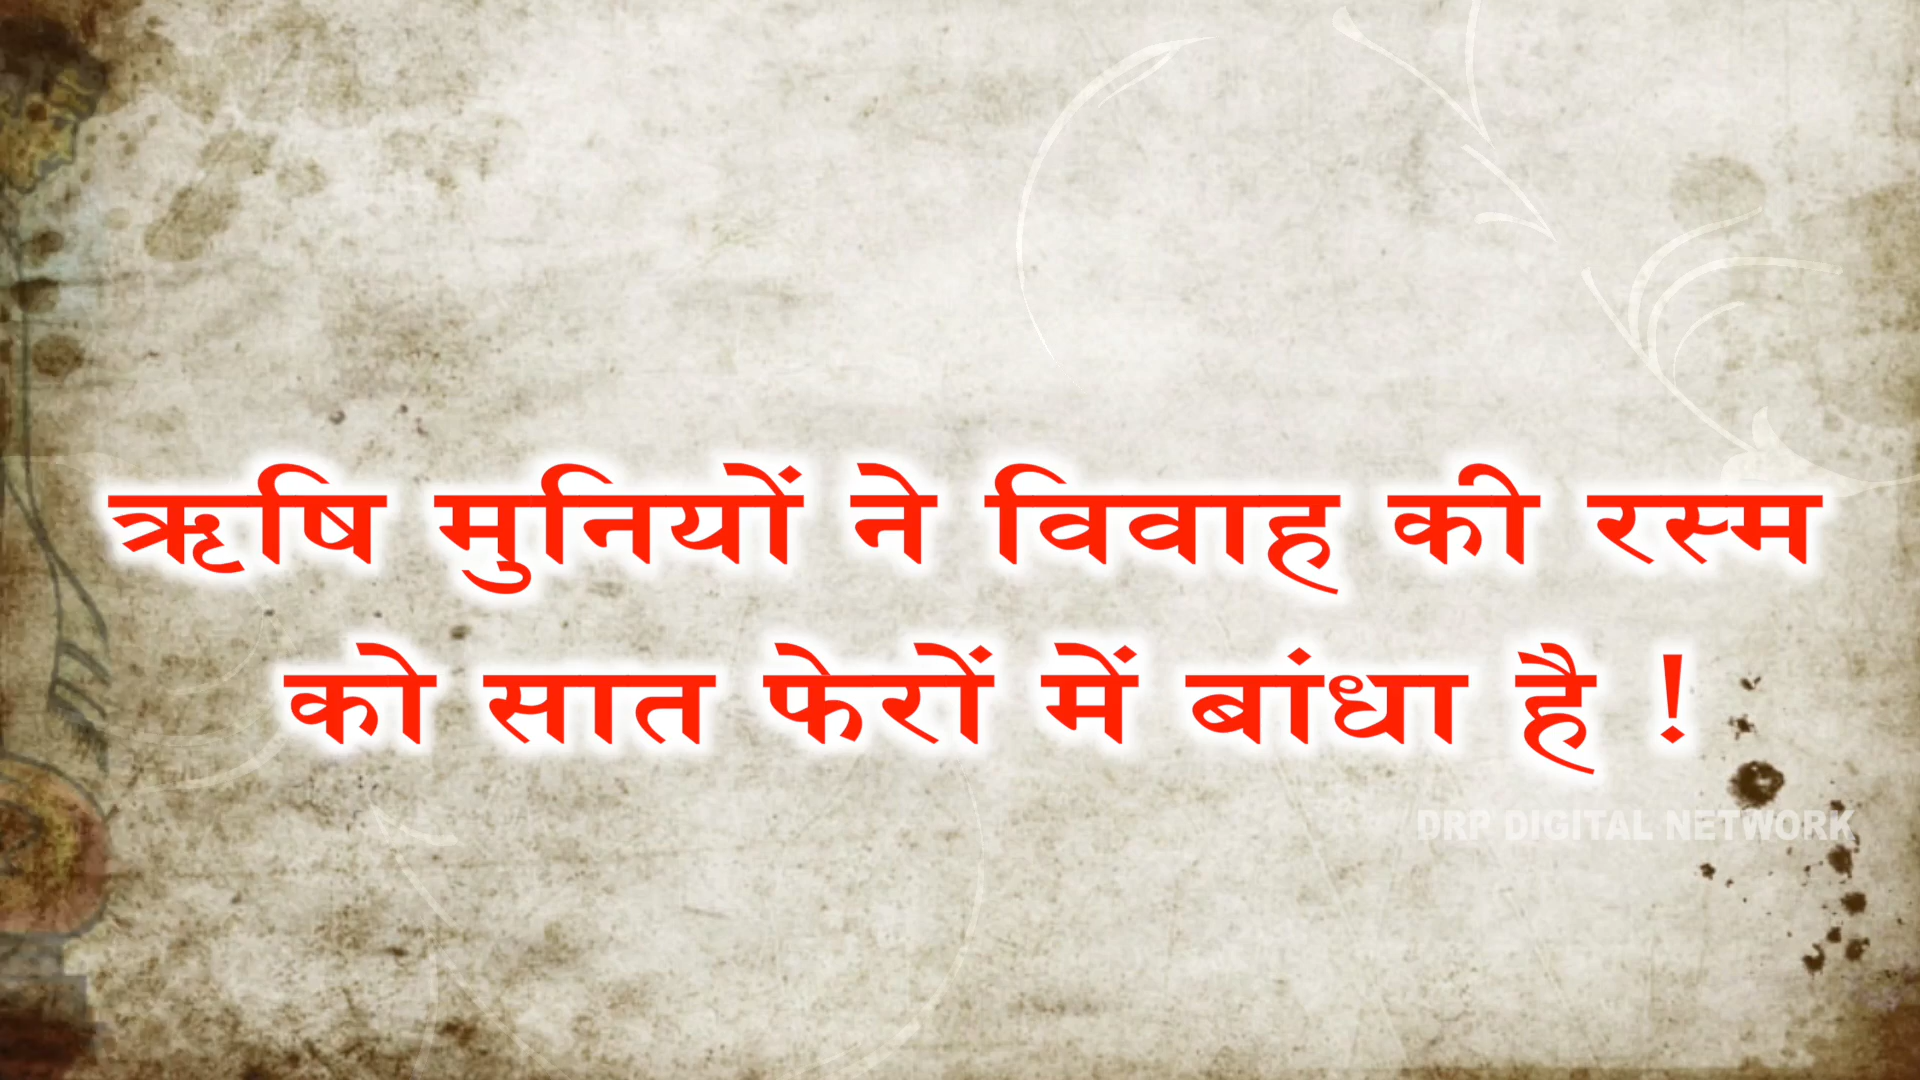 ऋषि मुनियों ने विवाह की रस्म
को सात फेरों में बांधा है !
DRP DIGITAL NETWORK